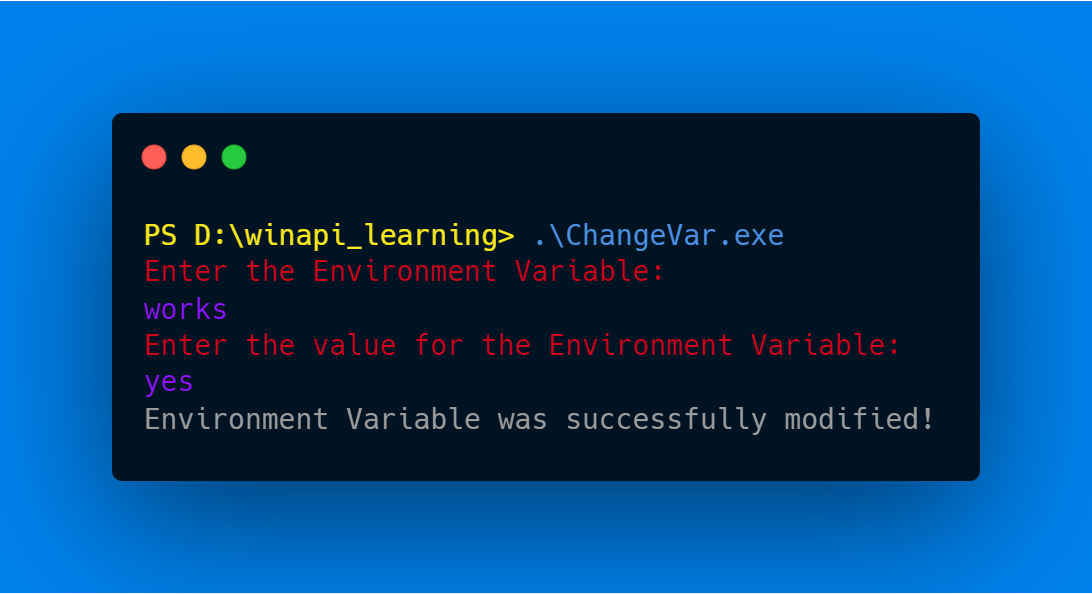 PS D:\winapi_learning> .\ChangeVar.exe
Enter the Environment Variable:
works
Enter the value for the Environment Variable:
yes
Environment Variable was successfully modified!